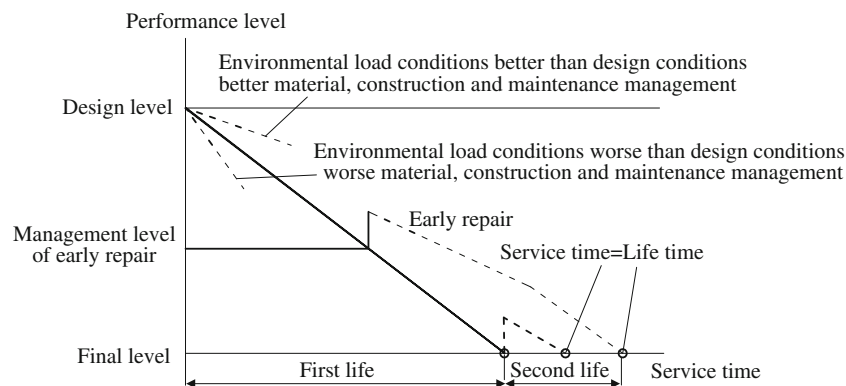 Performance level
Environmental load conditions better than design conditions
better material, construction and maintenance management
Design level
Environmental load conditions worse than design conditions
worse material, construction and maintenance management
Early repair
Management level
of early repair
Service time=Life time
Final level
First life
Second life
Service time